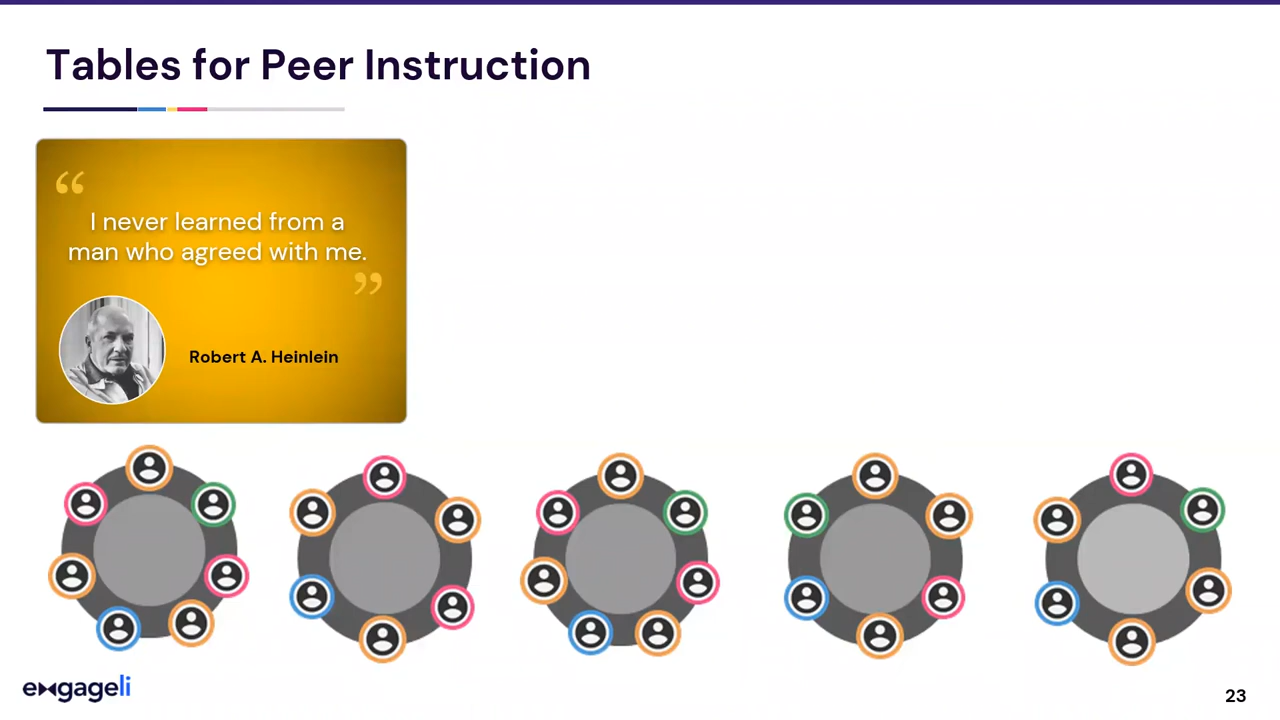 Tables for Peer Instruction
“
I never learned from a
man who agreed with me.
”
Robert A. Heinlein
engageli
23